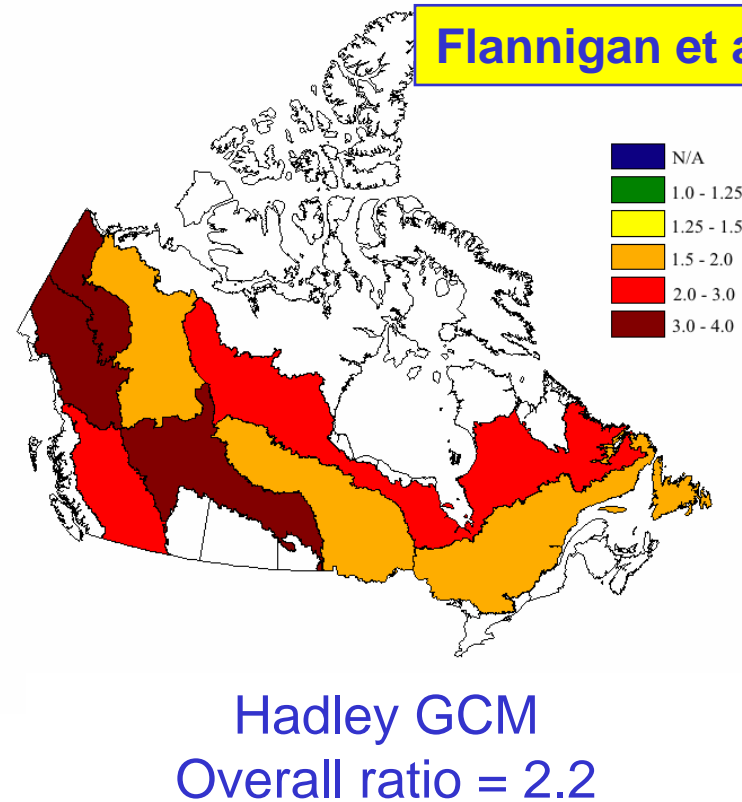 Flannigan et a
N/A
1.0 - 1.25
1.25 - 1.5
1.5 - 2.0
2.0 - 3.0
3.0 - 4.0
Hadley GCM
Overall ratio = 2.2